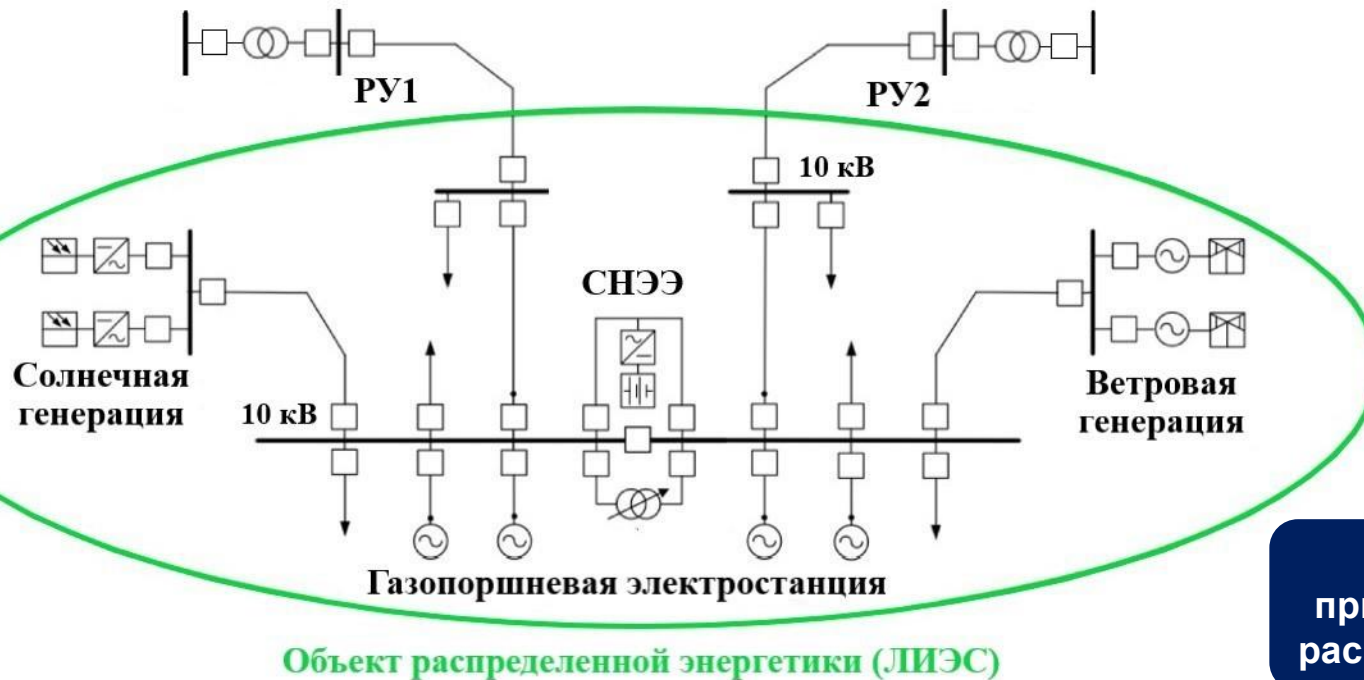 РУ1
РУ2
10 кВ
СНЭЭ
Солнечная
генерация
10 кВ
Ветровая
генерация
Газопоршневая электростанция
Объект распределенной энергетики (ЛИЭС)